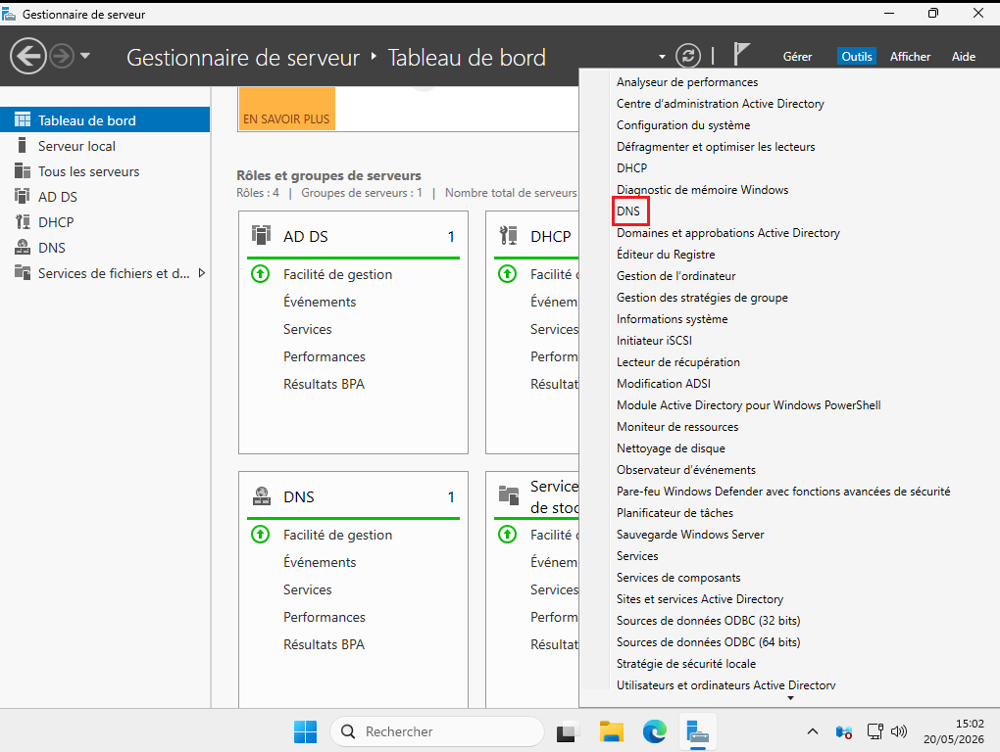 Gestionnaire de serveur
Gestionnaire de serveur ‣ Tableau de bord
Gérer
Outils
Afficher
Aide
Tableau de bord
Serveur local
Tous les serveurs
AD DS
DHCP
DNS
Services de fichiers et d...
EN SAVOIR PLUS
Rôles et groupes de serveurs
Rôles : 4 | Groupes de serveurs : 1 | Nombre total de serveurs
AD DS 1
Facilité de gestion
Événements
Services
Performances
Résultats BPA
DHCP
Facilité
Événem
Services
Perform
Résultat
DNS 1
Facilité de gestion
Événements
Services
Performances
Résultats BPA
Service
de stoc
Facilité
Événem
Services
Perform
Résultat
Analyseur de performances
Centre d'administration Active Directory
Configuration du système
Défragmenter et optimiser les lecteurs
DHCP
Diagnostic de mémoire Windows
DNS
Domaines et approbations Active Directory
Éditeur du Registre
Gestion de l'ordinateur
Gestion des stratégies de groupe
Informations système
Initiateur iSCSI
Lecteur de récupération
Modification ADSI
Module Active Directory pour Windows PowerShell
Moniteur de ressources
Nettoyage de disque
Observateur d'événements
Pare-feu Windows Defender avec fonctions avancées de sécurité
Planificateur de tâches
Sauvegarde Windows Server
Services
Services de composants
Sites et services Active Directory
Sources de données ODBC (32 bits)
Sources de données ODBC (64 bits)
Stratégie de sécurité locale
Utilisateurs et ordinateurs Active Directory
Rechercher
15:02
20/05/2026